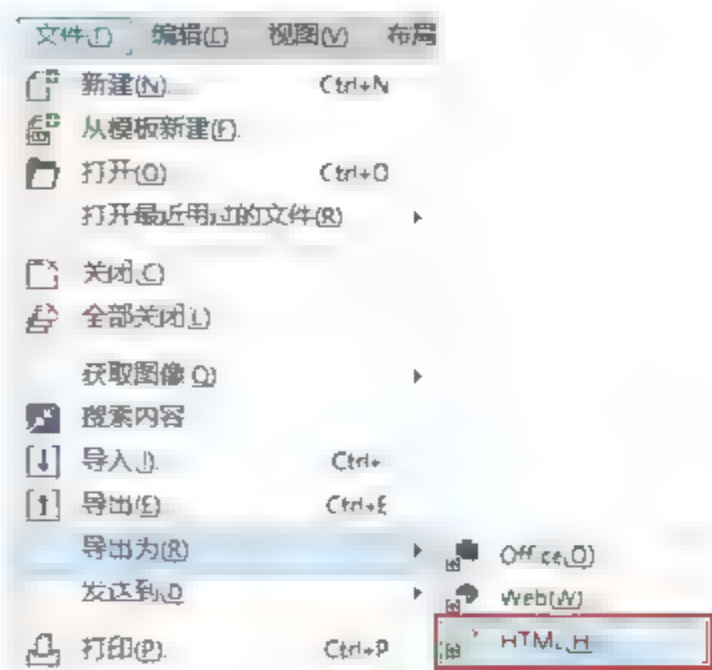 文件(F) 编辑(E) 视图(V) 布局
新建(N) Ctrl+N
从模板新建(F)
打开(O) Ctrl+O
打开最近用过的文件(R)
关闭(C)
全部关闭(L)
获取图像(Q)
搜索内容
导入(I) Ctrl+I
导出(E) Ctrl+E
导出为(R)
Office(O)
发送到(D)
Web(W)
打印(P) Ctrl+P
HTML(H)